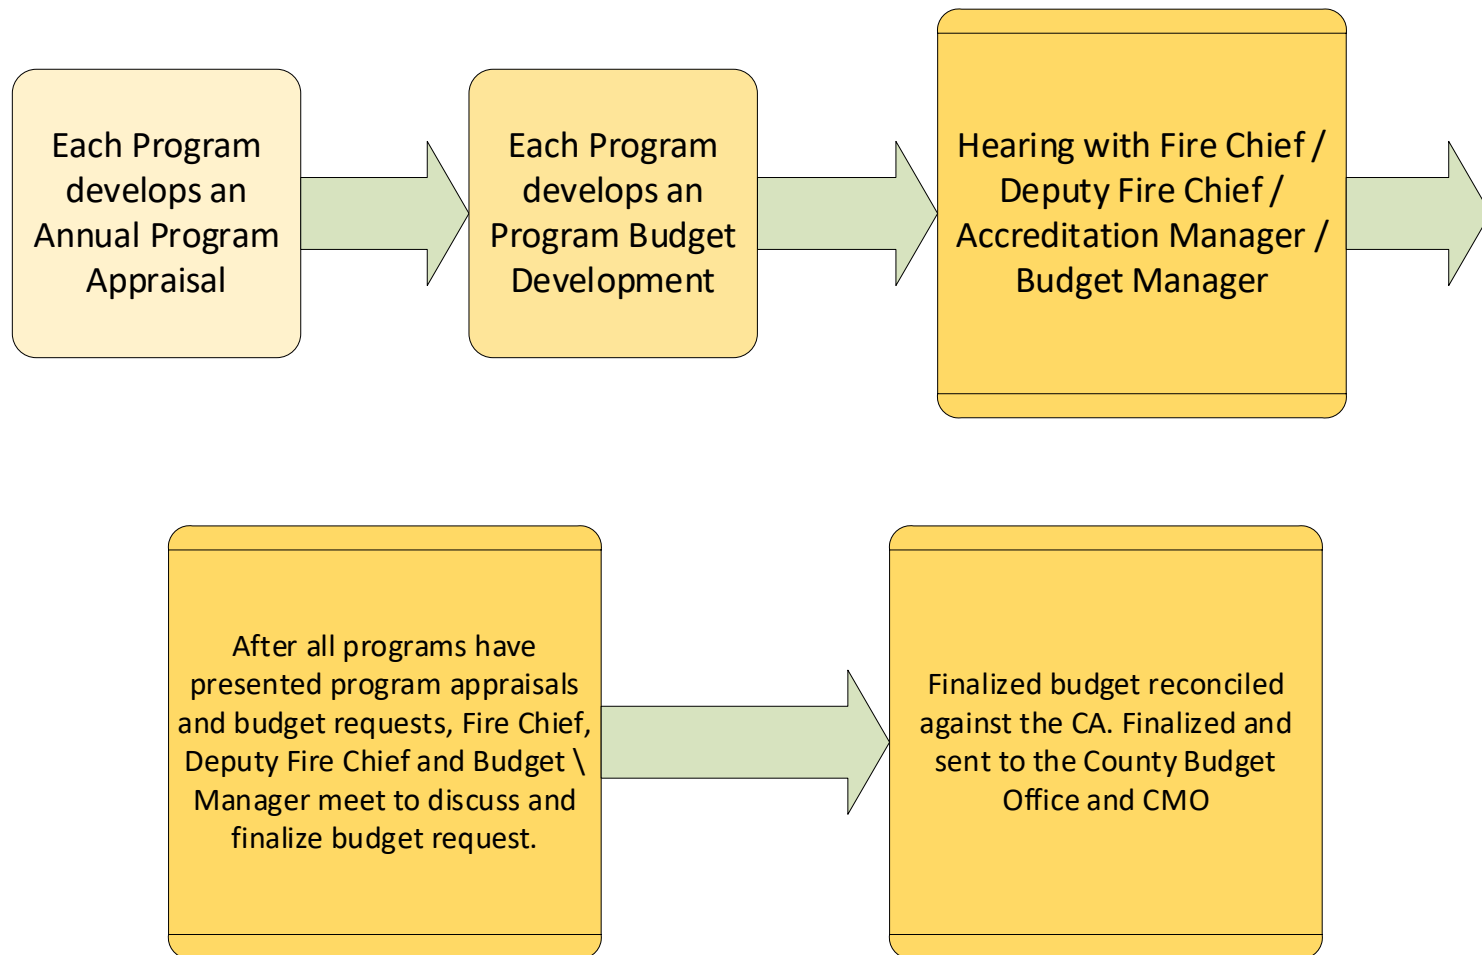 Each Program
develops an
Annual Program
Appraisal
Each Program
develops an
Program Budget
Development
Hearing with Fire Chief /
Deputy Fire Chief /
Accreditation Manager /
Budget Manager
After all programs have
presented program appraisals
and budget requests, Fire Chief,
Deputy Fire Chief and Budget \
Manager meet to discuss and
finalize budget request.
Finalized budget reconciled
against the CA. Finalized and
sent to the County Budget
Office and CMO